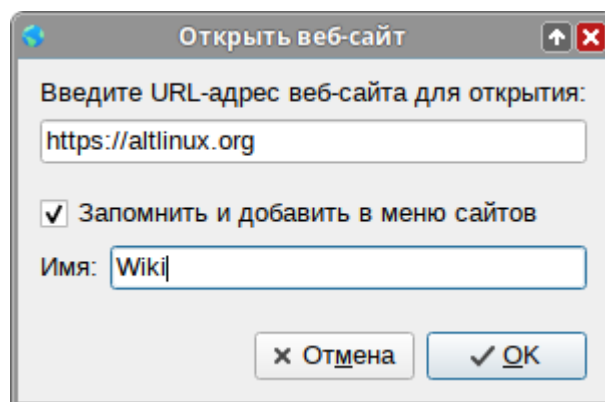 Открыть веб-сайт
Введите URL-адрес веб-сайта для открытия:
https://altlinux.org
Запомнить и добавить в меню сайтов
Имя: Wiki
Отмена OK